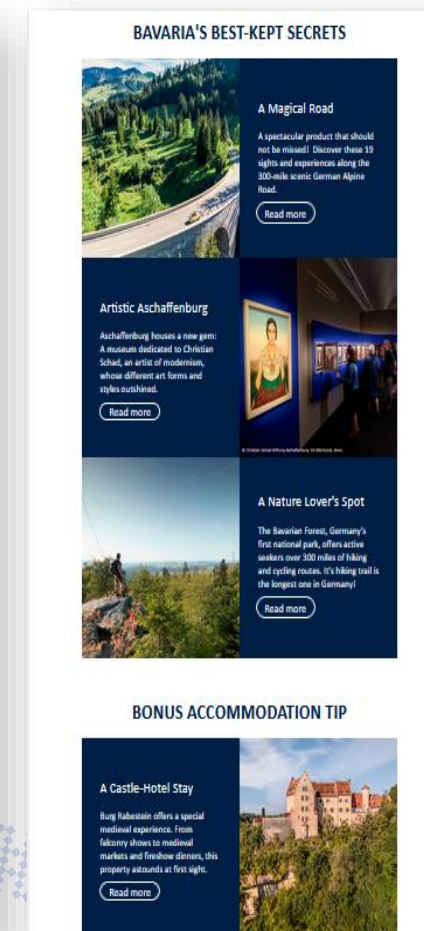 BAVARIA'S BEST-KEPT SECRETS
A Magical Road
A spectacular product that should
not be missed! Discover these 19
sights and experiences along the
300-mile scenic German Alpine
Road.
Read more
Artistic Aschaffenburg
Aschaffenburg houses a new gem:
A museum dedicated to Christian
Schad, an artist of modernism,
whose different art forms and
styles outshined.
Read more
A Nature Lover's Spot
The Bavarian Forest, Germany's
first national park, offers active
seekers over 300 miles of hiking
and cycling routes. It's hiking trail is
the longest one in Germany!
Read more
BONUS ACCOMMODATION TIP
A Castle-Hotel Stay
Burg Rabestein offers a special
medieval experience. From
falconry shows to medieval
markets and fireshow dinners, this
property astounds at first sight.
Read more